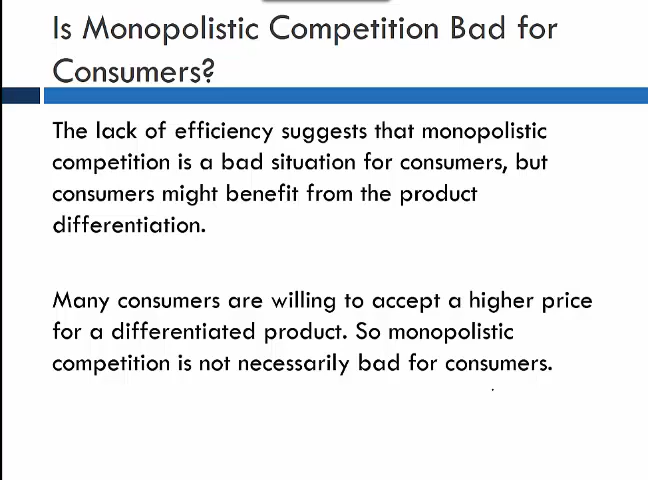 Is Monopolistic Competition Bad for
Consumers?
The lack of efficiency suggests that monopolistic
competition is a bad situation for consumers, but
consumers might benefit from the product
differentiation.
Many consumers are willing to accept a higher price
for a differentiated product. So monopolistic
competition is not necessarily bad for consumers.